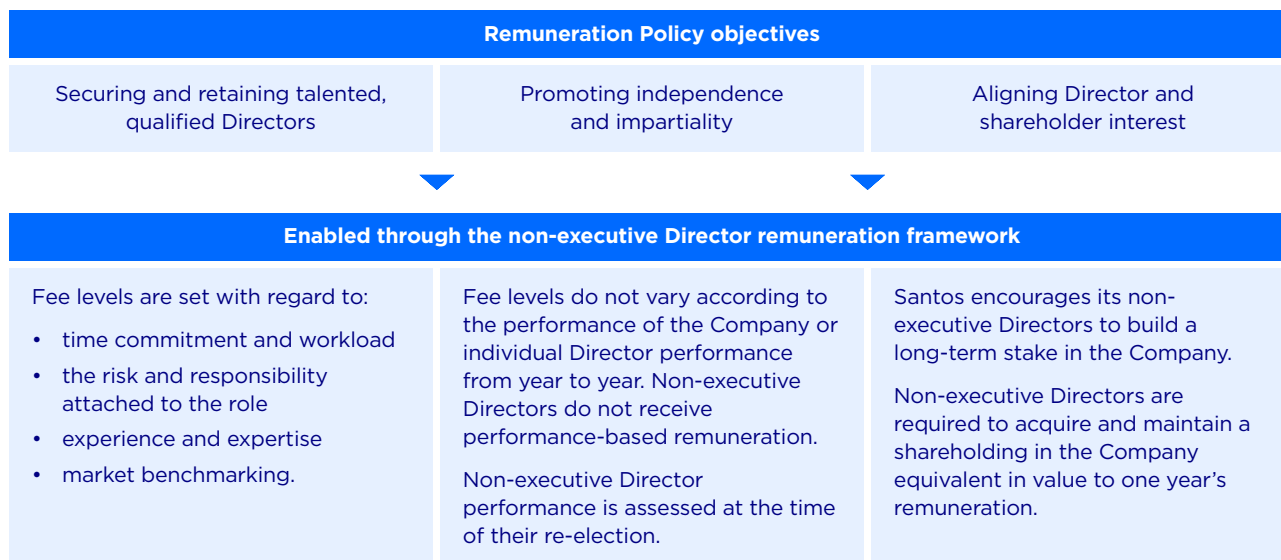 Remuneration Policy objectives
Securing and retaining talented,
qualified Directors
Promoting independence
and impartiality
Aligning Director and
shareholder interest
Enabled through the non-executive Director remuneration framework
Fee levels are set with regard to:
• time commitment and workload
• the risk and responsibility
attached to the role
• experience and expertise
• market benchmarking.
Fee levels do not vary according to
the performance of the Company or
individual Director performance
from year to year. Non-executive
Directors do not receive
performance-based remuneration.
Non-executive Director
performance is assessed at the time
of their re-election.
Santos encourages its non-
executive Directors to build a
long-term stake in the Company.
Non-executive Directors are
required to acquire and maintain a
shareholding in the Company
equivalent in value to one year’s
remuneration.